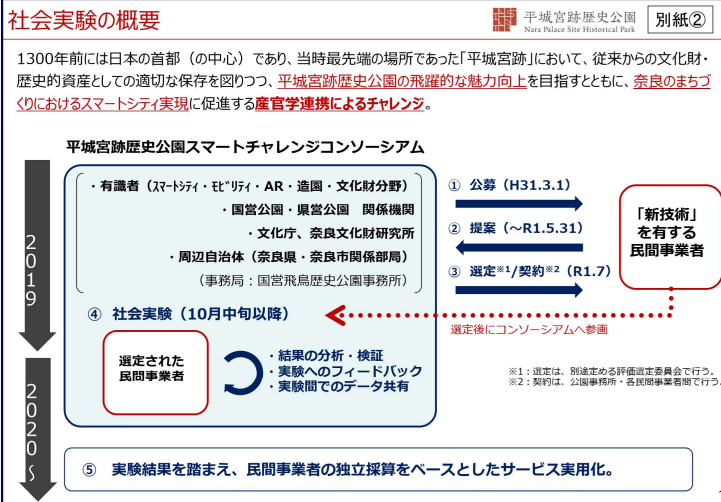 社会実験の概要
平城宮跡歴史公園
Nara Palace Site Historical Park
別紙②
1300年前には日本の首都（の中心）であり、当時最先端の場所であった「平城宮跡」において、従来からの文化財・
歴史的資産としての適切な保存を図りつつ、平城宮跡歴史公園の飛躍的な魅力向上を目指すとともに、奈良のまちづ
くりにおけるスマートシティ実現に促進する産官学連携によるチャレンジ。
平城宮跡歴史公園スマートチャレンジコンソーシアム
・有識者（ｽﾏｰﾄｼﾃｨ・ﾓﾋﾞﾘﾃｨ・AR・造園・文化財分野）
・国営公園・県営公園　関係機関
・文化庁、奈良文化財研究所
・周辺自治体（奈良県・奈良市関係部局）
（事務局：国営飛鳥歴史公園事務所）
① 公募（H31.3.1）
② 提案（～R1.5.31）
③ 選定※1/契約※2（R1.7）
「新技術」
を有する
民間事業者
2019
④ 社会実験（10月中旬以降）
選定後にコンソーシアムへ参画
選定された
民間事業者
・結果の分析・検証
・実験へのフィードバック
・実験間でのデータ共有
※1：選定は、別途定める評価選定委員会で行う。
※2：契約は、公園事務所・各民間事業者間で行う。
2020～
⑤ 実験結果を踏まえ、民間事業者の独立採算をベースとしたサービス実用化。